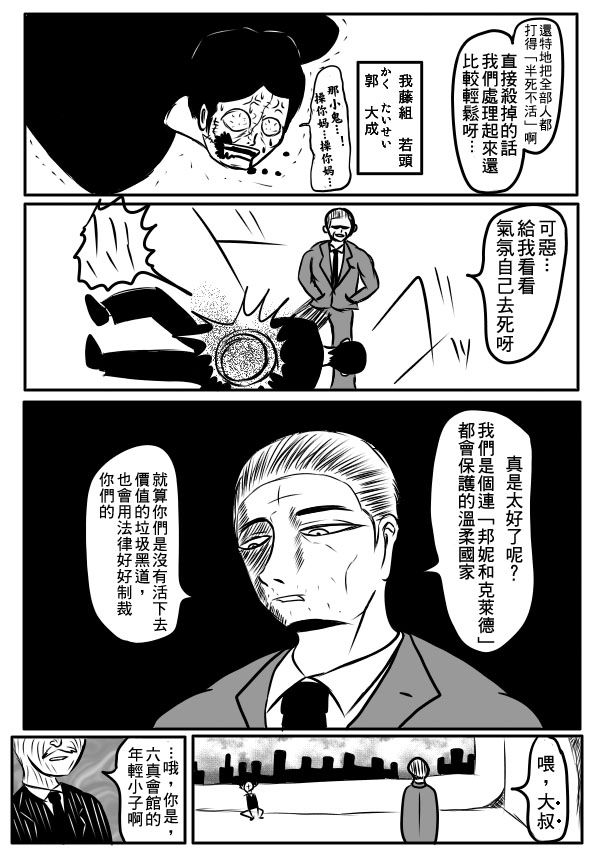 還特地把全部人都
打得「半死不活」啊
直接殺掉的話
我們處理起來還
比較輕鬆呀…
我藤組　若頭
かく　たいせい
郭　大成
那小鬼…！
操你媽…操你媽…
可惡…
給我看看
氣氛自己去死呀
真是太好了呢？
我們是個連「邦妮和克萊德」
都會保護的溫柔國家
就算你們是沒有活下去
價值的垃圾黑道，
也會用法律好好制裁
你們的
喂，大叔
…哦，你是，
六真會館的
年輕小子啊